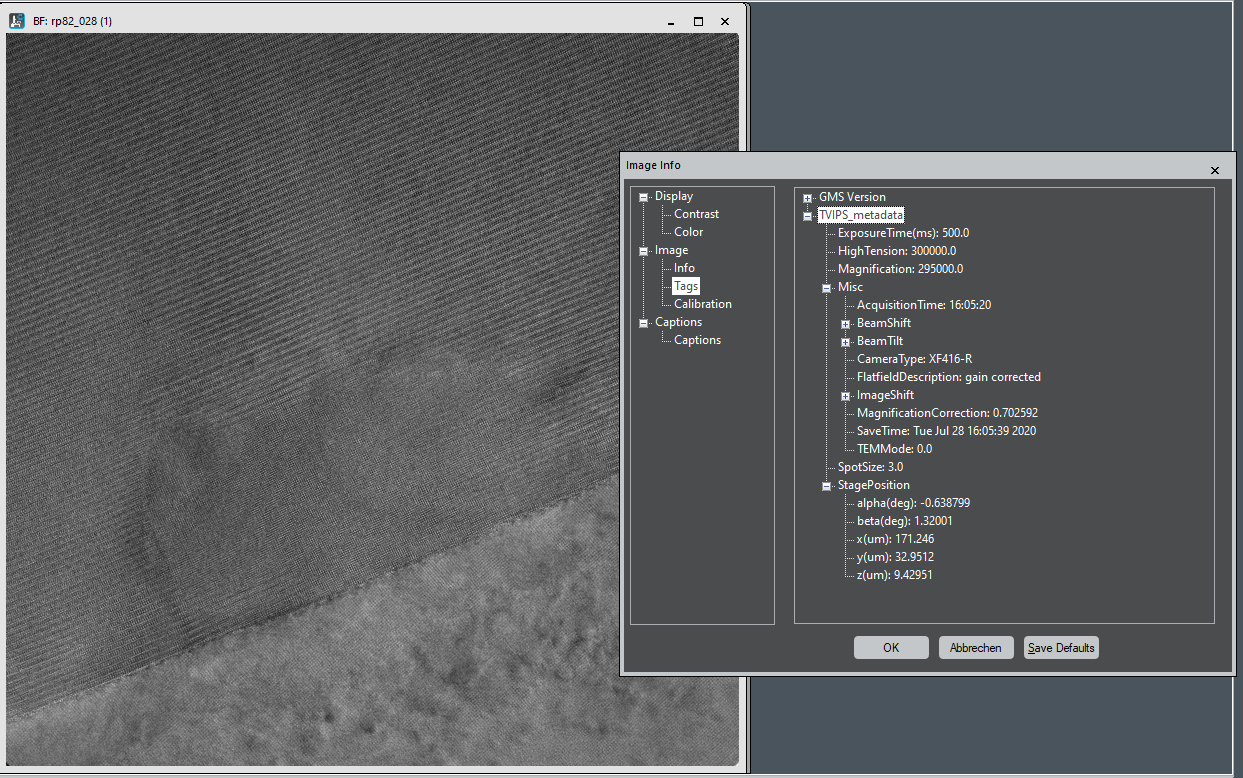 BF: rp82_028 (1)
Image Info
Display
Contrast
Color
Image
Info
Tags
Calibration
Captions
Captions
GMS Version
TVIPS_metadata
ExposureTime(ms): 500.0
HighTension: 300000.0
Magnification: 295000.0
Misc
AcquisitionTime: 16:05:20
BeamShift
BeamTilt
CameraType: XF416-R
FlatfieldDescription: gain corrected
ImageShift
MagnificationCorrection: 0.702592
SaveTime: Tue Jul 28 16:05:39 2020
TEMMode: 0.0
SpotSize: 3.0
StagePosition
alpha(deg): -0.638799
beta(deg): 1.32001
x(um): 171.246
y(um): 32.9512
z(um): 9.42951
OK
Abbrechen
Save Defaults